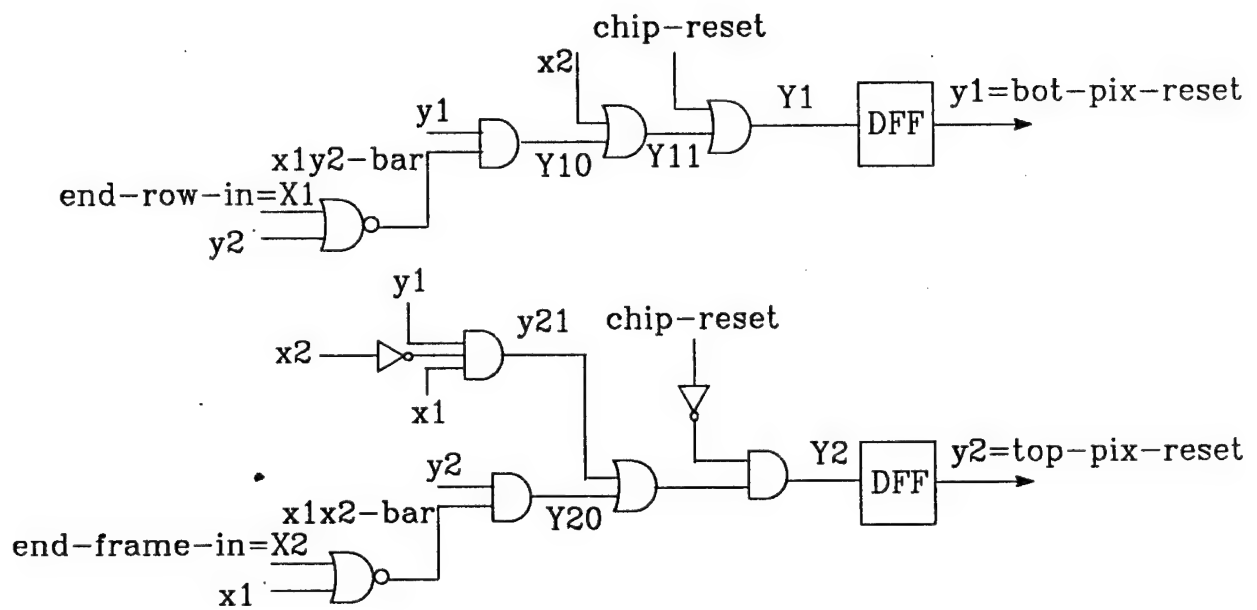 chip-reset
x2
y1
Y1
DFF
y1=bot-pix-reset
x1y2-bar
Y10
Y11
end-row-in=X1
y2
y1
y21
chip-reset
x2
x1
y2
Y2
DFF
y2=top-pix-reset
x1x2-bar
Y20
end-frame-in=X2
x1